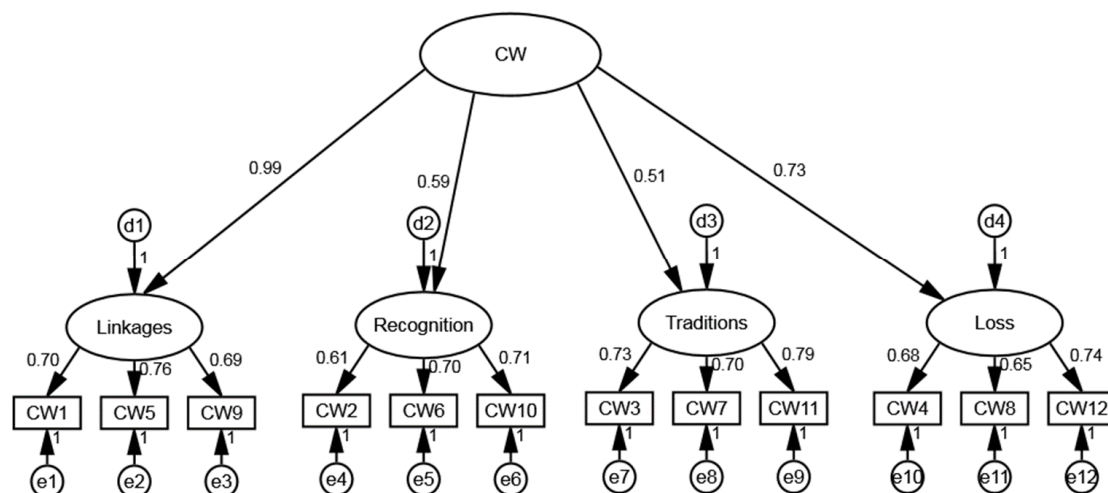 CW
0.99 0.59 0.51 0.73
d1 d2 d3 d4
1 1 1 1
Linkages Recognition Traditions Loss
0.70 0.76 0.69 0.61 0.70 0.71 0.73 0.70 0.79 0.68 0.65 0.74
CW1 CW5 CW9 CW2 CW6 CW10 CW3 CW7 CW11 CW4 CW8 CW12
1 1 1 1 1 1 1 1 1 1 1 1
e1 e2 e3 e4 e5 e6 e7 e8 e9 e10 e11 e12